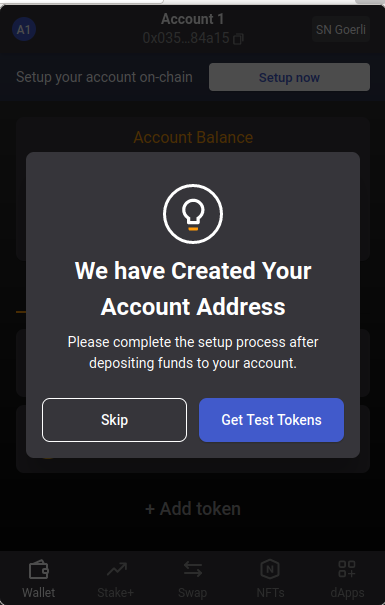 A1
Account 1
0x035...84a15
SN Goerli
Setup your account on-chain
Setup now
Account Balance
We have Created Your
Account Address
Please complete the setup process after
depositing funds to your account.
Skip
Get Test Tokens
+ Add token
Wallet
Stake+
Swap
N
NFTs
dApps